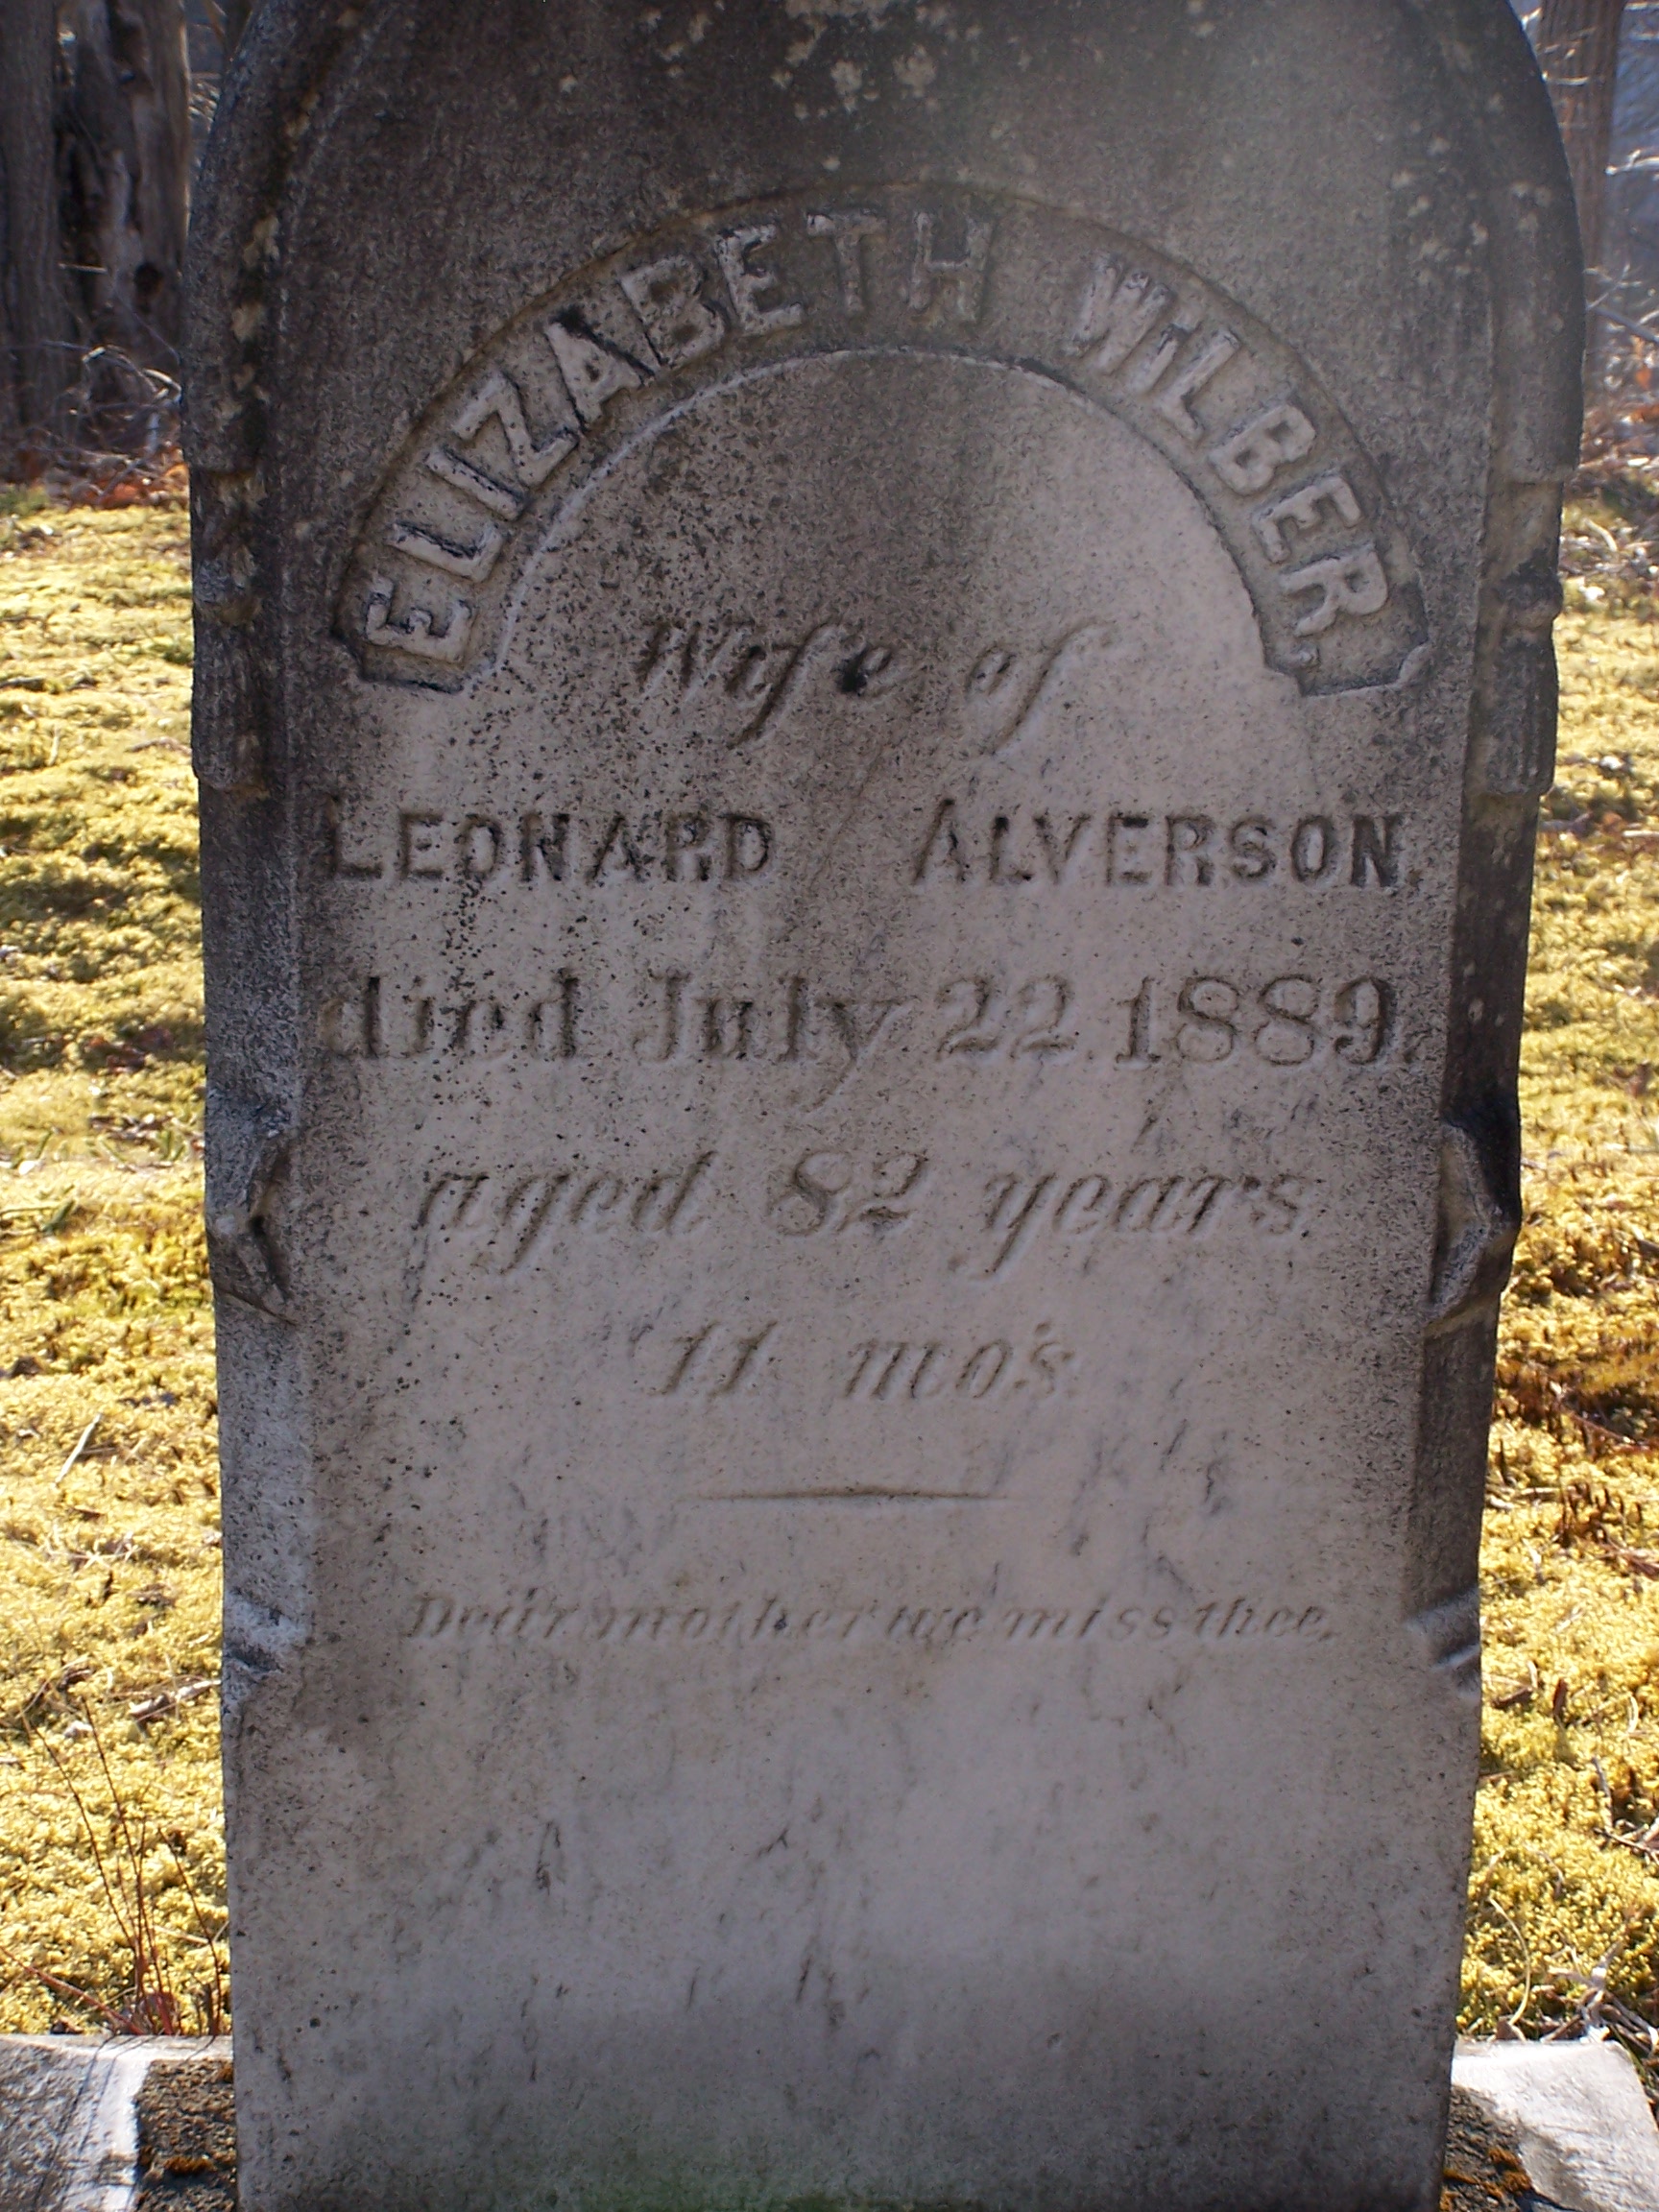 ELIZABETH WILBER,
Wife of
LEONARD ALVERSON.
died July 22, 1889.
aged 82 years
11 mo's.
Dear mother we miss thee.